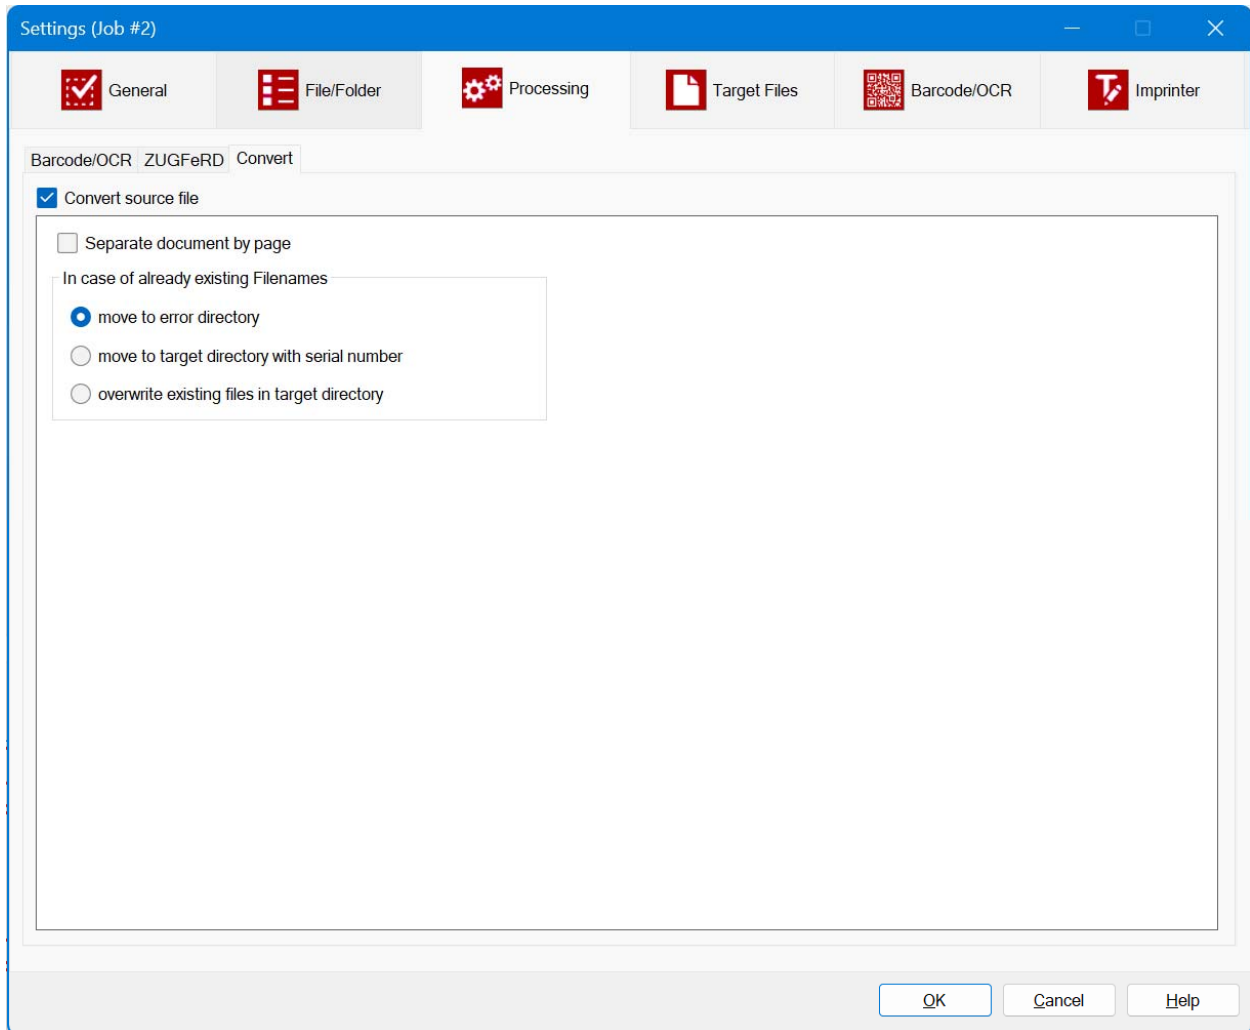 Settings (Job #2)
General File/Folder Processing Target Files Barcode/OCR Imprinter
Barcode/OCR ZUGFeRD Convert
Convert source file
Separate document by page
In case of already existing Filenames
move to error directory
move to target directory with serial number
overwrite existing files in target directory
OK Cancel Help